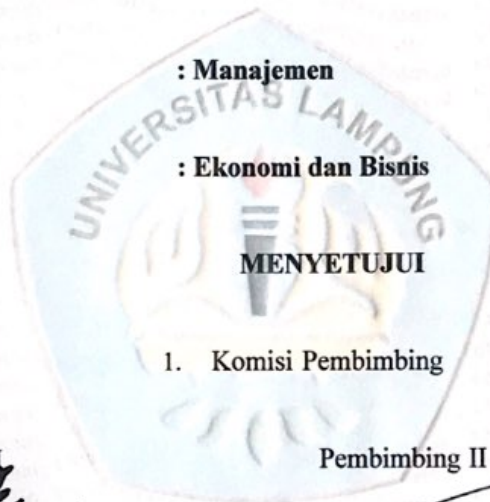 : Manajemen
UNIVERSITAS LAMPUNG
: Ekonomi dan Bisnis
MENYETUJUI
1. Komisi Pembimbing
Pembimbing II